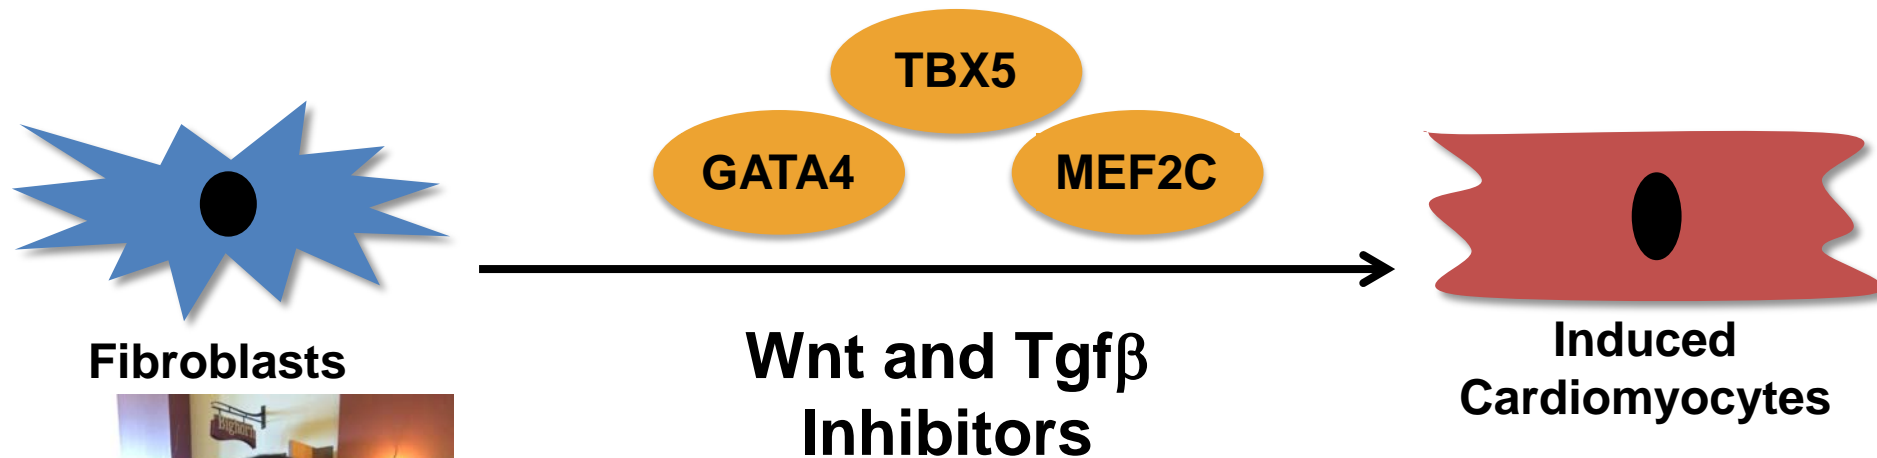 TBX5
GATA4
MEF2C
Fibroblasts
Wnt and Tgfβ
Inhibitors
Induced
Cardiomyocytes